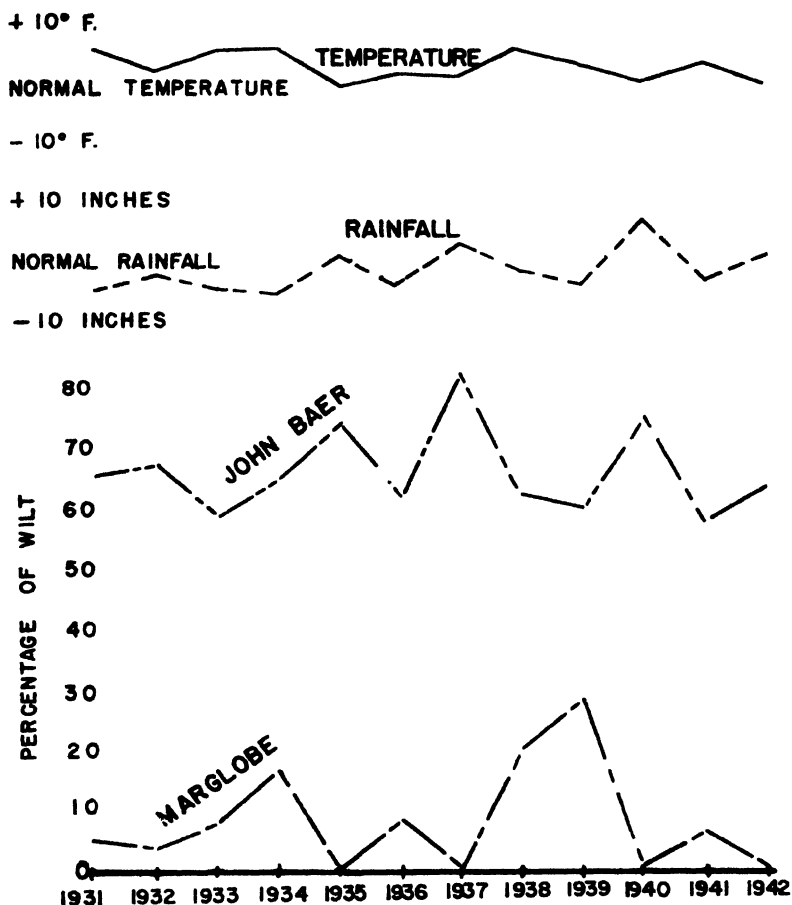 + 10° F.
TEMPERATURE
NORMAL TEMPERATURE
- 10° F.
+ 10 INCHES
RAINFALL
NORMAL RAINFALL
- 10 INCHES
80
JOHN BAER
70
60
50
40
30
20
10
0
PERCENTAGE OF WILT
MARGLOBE
1931 1932 1933 1934 1935 1936 1937 1938 1939 1940 1941 1942